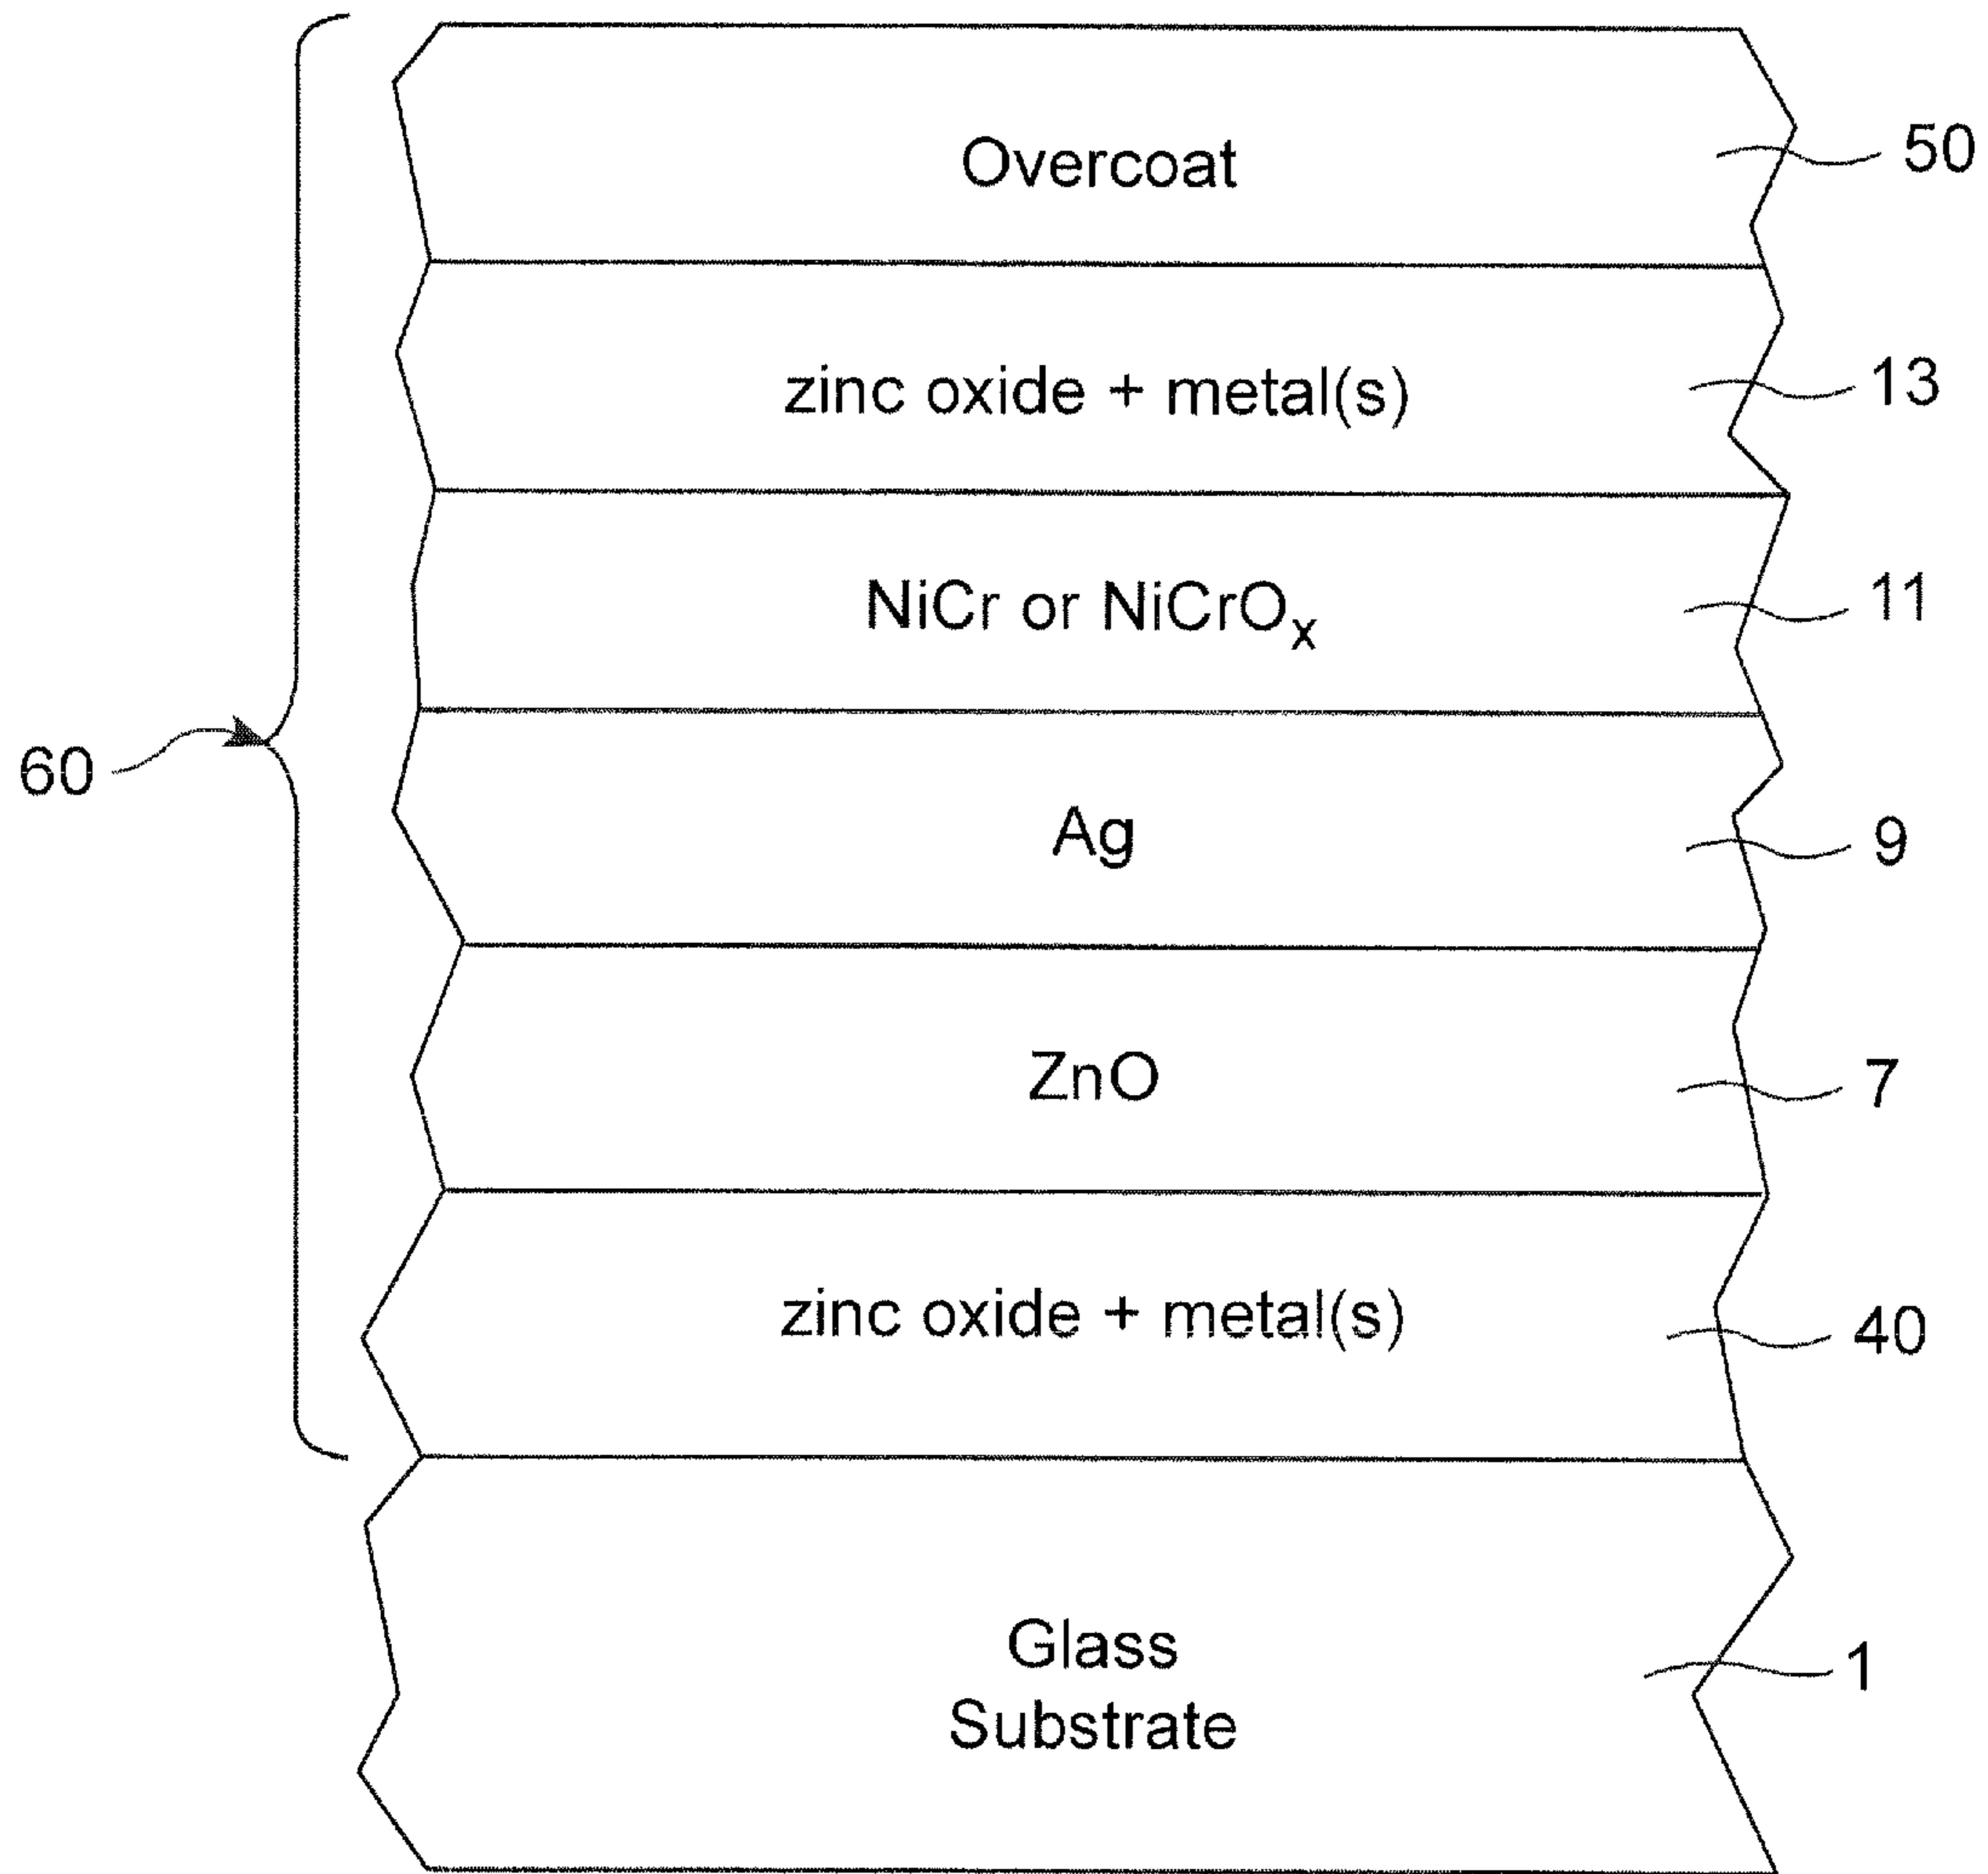 Overcoat
50
zinc oxide + metal(s)
13
NiCr or NiCrOx
11
60
Ag
9
ZnO
7
zinc oxide + metal(s)
40
Glass
Substrate
1